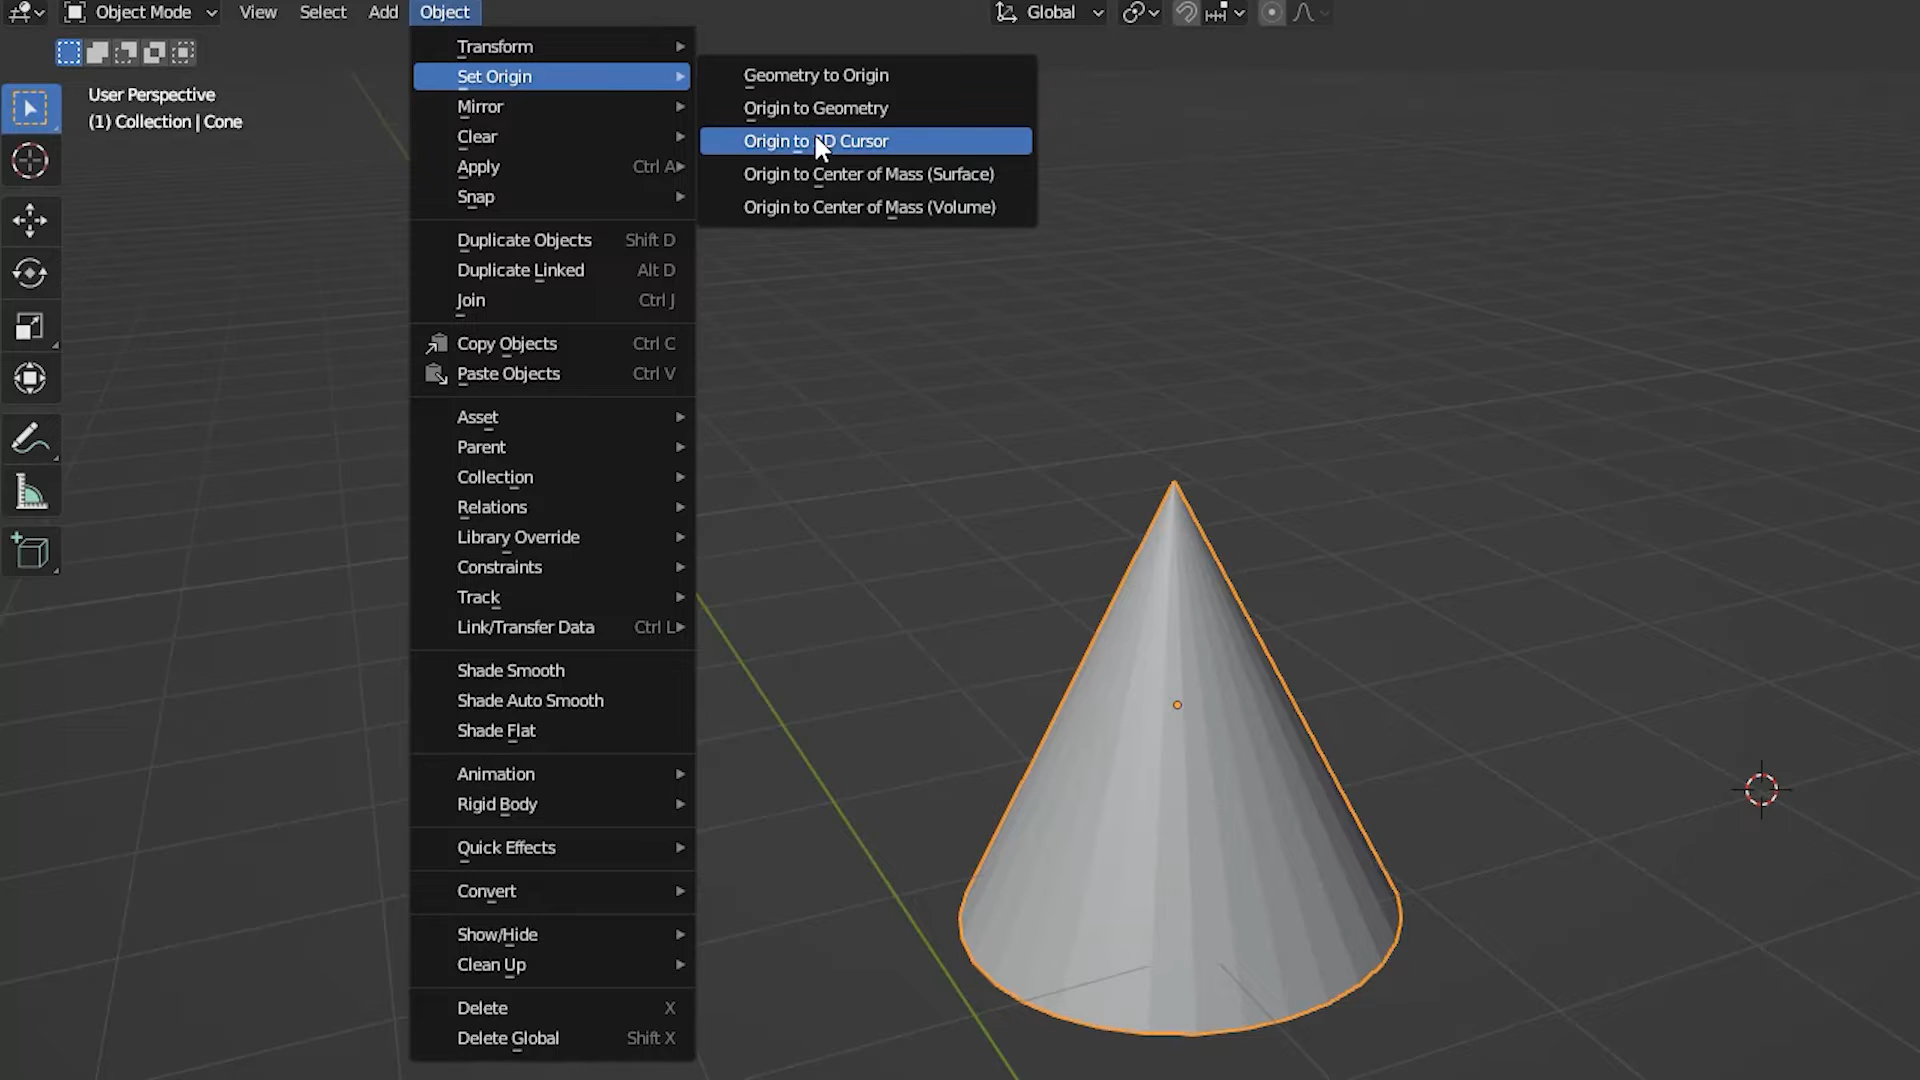 Object Mode View Select Add Object Global
User Perspective
(1) Collection | Cone
Transform
Set Origin
Mirror
Clear
Apply Ctrl A
Snap
Duplicate Objects Shift D
Duplicate Linked Alt D
Join Ctrl J
Copy Objects Ctrl C
Paste Objects Ctrl V
Asset
Parent
Collection
Relations
Library Override
Constraints
Track
Link/Transfer Data Ctrl L
Shade Smooth
Shade Auto Smooth
Shade Flat
Animation
Rigid Body
Quick Effects
Convert
Show/Hide
Clean Up
Delete X
Delete Global Shift X
Geometry to Origin
Origin to Geometry
Origin to 3D Cursor
Origin to Center of Mass (Surface)
Origin to Center of Mass (Volume)